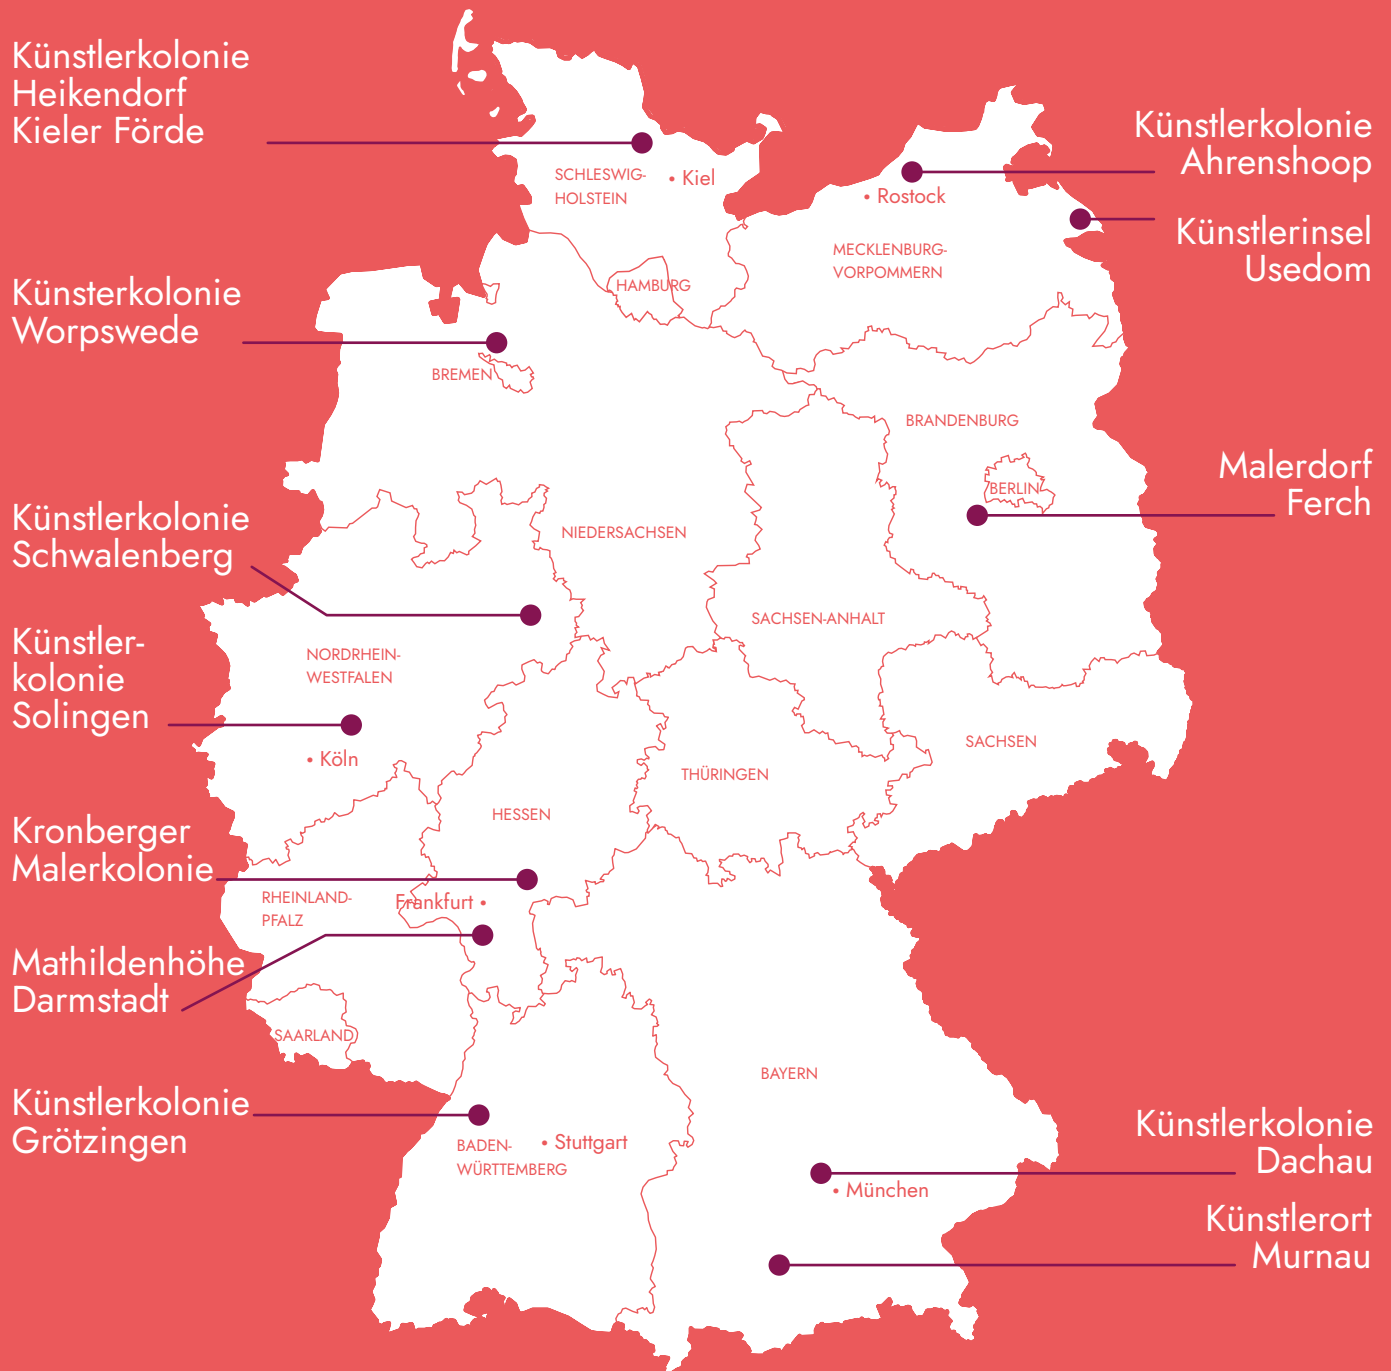 Künstlerkolonie
Heikendorf
Kieler Förde
Künstlerkolonie
Ahrenshoop
Künstlerinsel
Usedom
SCHLESWIG-
HOLSTEIN
• Kiel
• Rostock
MECKLENBURG-
VORPOMMERN
HAMBURG
Künsterkolonie
Worpswede
BREMEN
BRANDENBURG
BERLIN
Malerdorf
Ferch
Künstlerkolonie
Schwalenberg
NIEDERSACHSEN
SACHSEN-ANHALT
Künstler-
kolonie
Solingen
NORDRHEIN-
WESTFALEN
• Köln
SACHSEN
THÜRINGEN
HESSEN
Kronberger
Malerkolonie
RHEINLAND-
PFALZ
Frankfurt •
Mathildenhöhe
Darmstadt
SAARLAND
BAYERN
Künstlerkolonie
Grötzingen
BADEN-
WÜRTTEMBERG
• Stuttgart
Künstlerkolonie
Dachau
• München
Künstlerort
Murnau